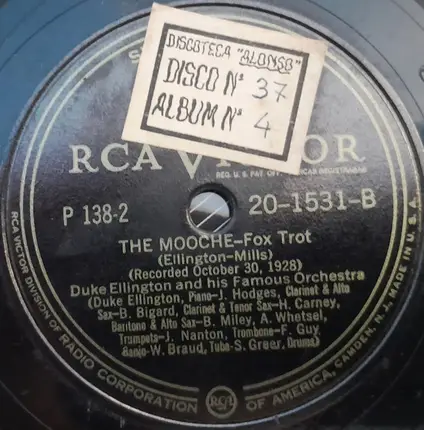 DISCOTECA "ALONSO"
DISCO Nº 37
ALBUM Nº 4
RCA VICTOR
REG. U.S. PAT. OFF.
P 138-2
20-1531-B
THE MOOCHE-Fox Trot
(Ellington-Mills)
(Recorded October 30, 1928)
Duke Ellington and his Famous Orchestra
(Duke Ellington, Piano-J. Hodges, Clarinet & Alto
Sax-B. Bigard, Clarinet & Tenor Sax-H. Carney,
Baritone & Alto Sax-B. Miley, A. Whetsel,
Trumpets-J. Nanton, Trombone-F. Guy,
Banjo-W. Braud, Tuba-S. Greer, Drums)
RCA VICTOR DIVISION OF RADIO CORPORATION OF AMERICA, CAMDEN, N.J. MADE IN U.S.A.
RCA